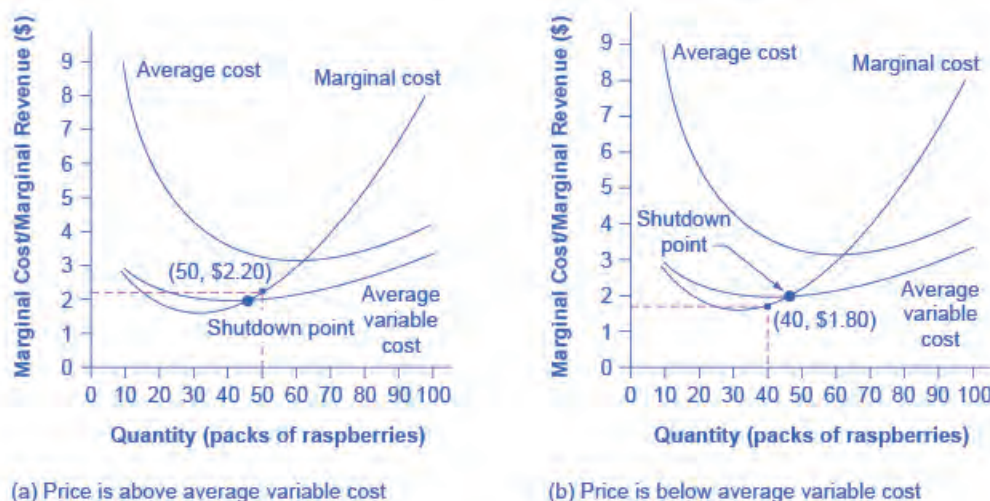 Marginal Cost/Marginal Revenue ($)
9
8
7
6
5
4
3
2
1
0
Average cost
Marginal cost
(50, $2.20)
Shutdown point
Average
variable
cost
0 10 20 30 40 50 60 70 80 90 100
Quantity (packs of raspberries)
(a) Price is above average variable cost
Marginal Cost/Marginal Revenue ($)
9
8
7
6
5
4
3
2
1
0
Average cost
Marginal cost
Shutdown
point
(40, $1.80)
Average
variable
cost
0 10 20 30 40 50 60 70 80 90 100
Quantity (packs of raspberries)
(b) Price is below average variable cost